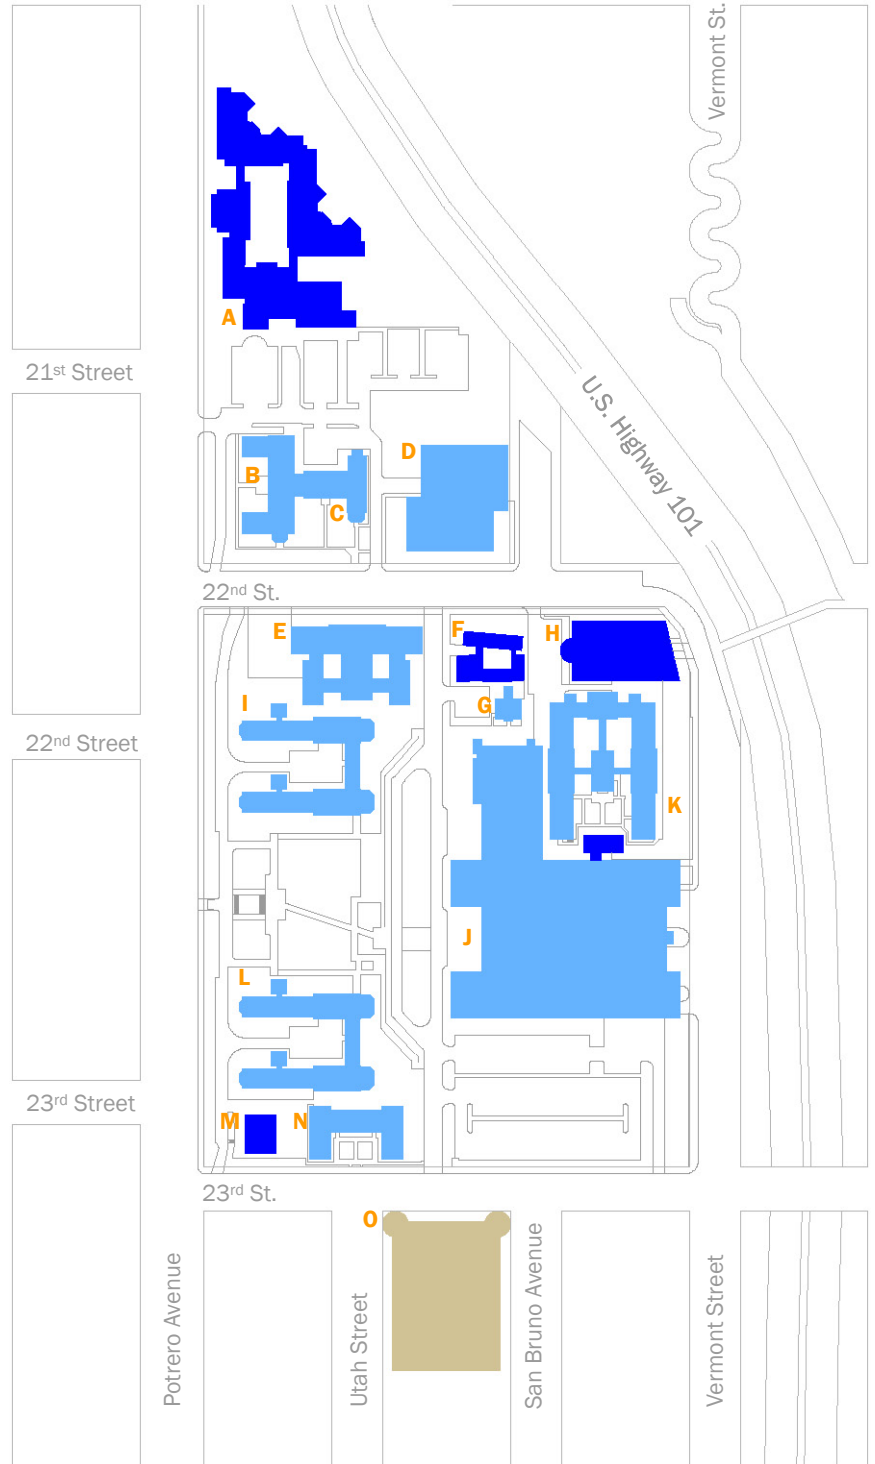 Vermont St.
A
21st Street
U.S. Highway 101
D
B
C
22nd St.
E
F
H
I
G
22nd Street
K
J
L
23rd Street
M
N
23rd St.
O
Potrero Avenue
Utah Street
San Bruno Avenue
Vermont Street